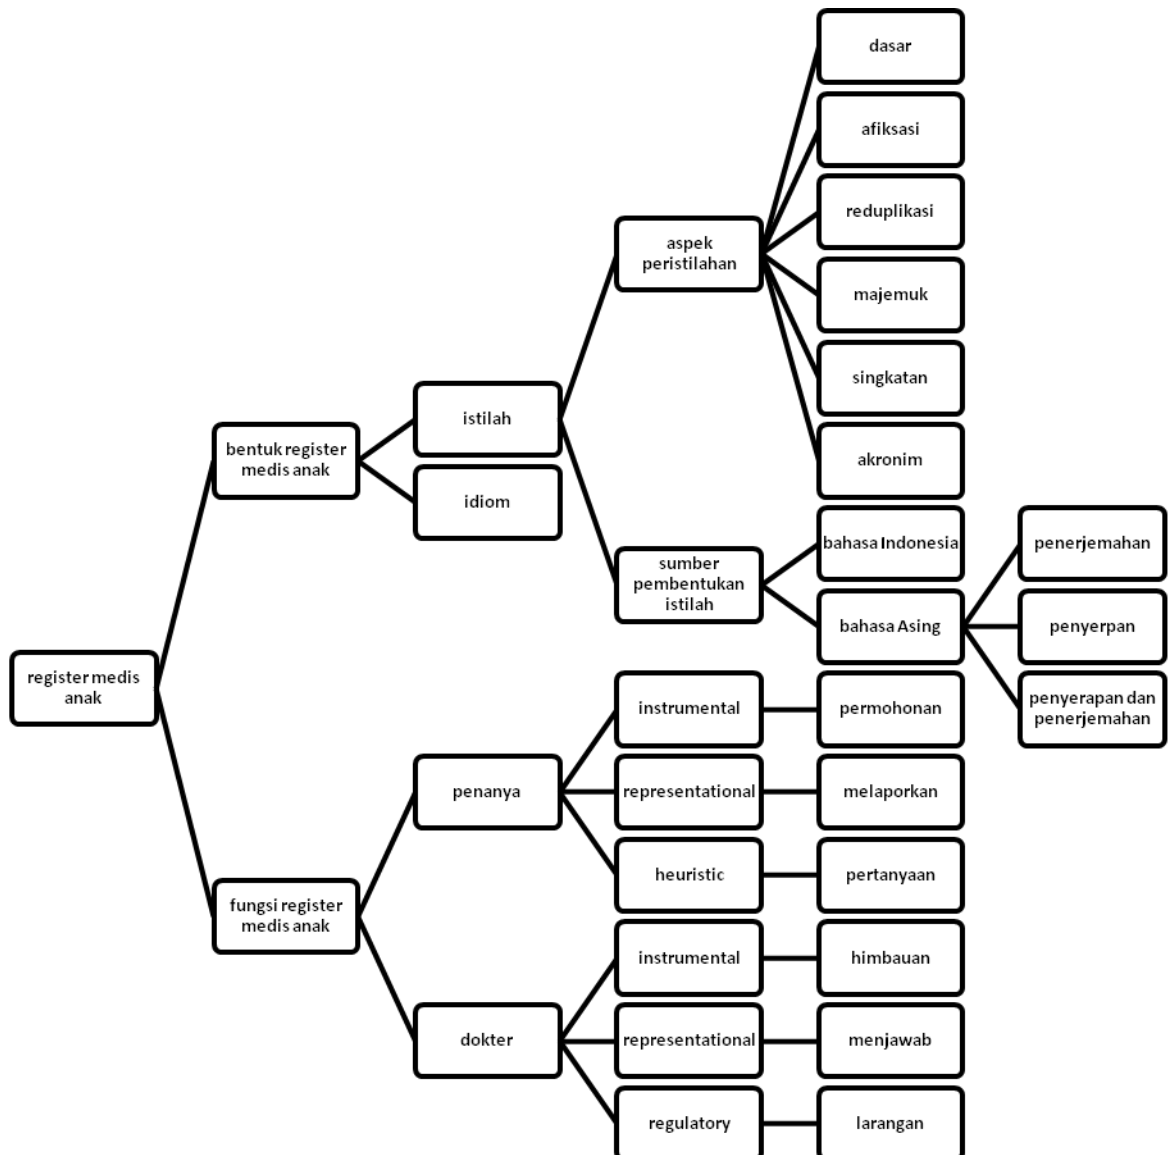 dasar
afiksasi
reduplikasi
aspek
peristilahan
majemuk
singkatan
istilah
akronim
bentuk register
medis anak
idiom
bahasa Indonesia
penerjemahan
sumber
pembentukan
istilah
bahasa Asing
penyerpan
register medis
anak
instrumental
permohonan
penyerapan dan
penerjemahan
penanya
representational
melaporkan
heuristic
pertanyaan
fungsi register
medis anak
instrumental
himbauan
dokter
representational
menjawab
regulatory
larangan